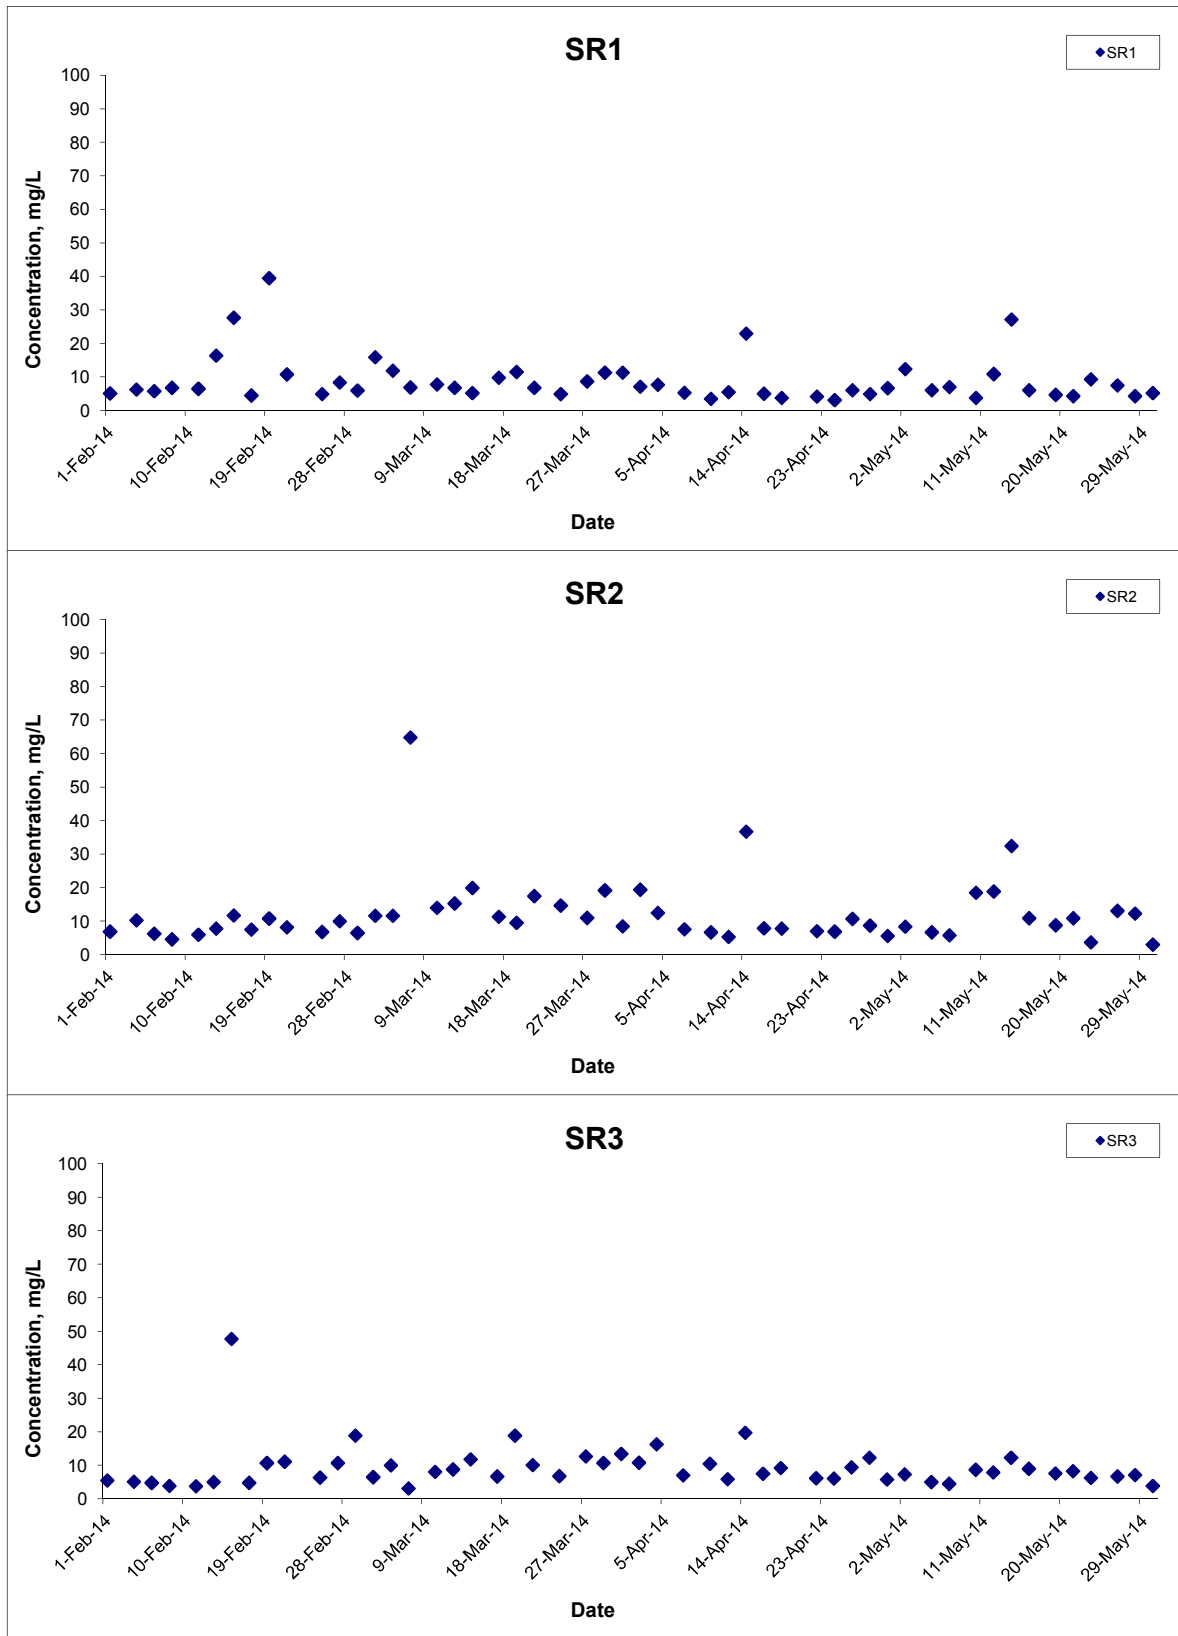 SR1
SR1
100
90
80
70
60
50
40
30
20
10
0
Concentration, mg/L
1-Feb-14
10-Feb-14
19-Feb-14
28-Feb-14
9-Mar-14
18-Mar-14
27-Mar-14
5-Apr-14
14-Apr-14
23-Apr-14
2-May-14
11-May-14
20-May-14
29-May-14
Date
SR2
SR2
100
90
80
70
60
50
40
30
20
10
0
Concentration, mg/L
1-Feb-14
10-Feb-14
19-Feb-14
28-Feb-14
9-Mar-14
18-Mar-14
27-Mar-14
5-Apr-14
14-Apr-14
23-Apr-14
2-May-14
11-May-14
20-May-14
29-May-14
Date
SR3
SR3
100
90
80
70
60
50
40
30
20
10
0
Concentration, mg/L
1-Feb-14
10-Feb-14
19-Feb-14
28-Feb-14
9-Mar-14
18-Mar-14
27-Mar-14
5-Apr-14
14-Apr-14
23-Apr-14
2-May-14
11-May-14
20-May-14
29-May-14
Date